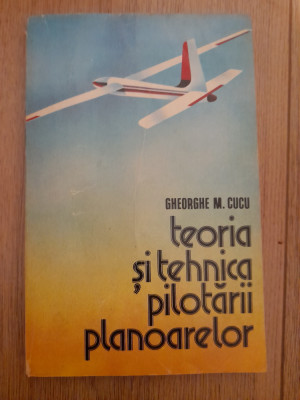 GHEORGHE M. CUCU
teoria
și tehnica
pilotării
planoarelor